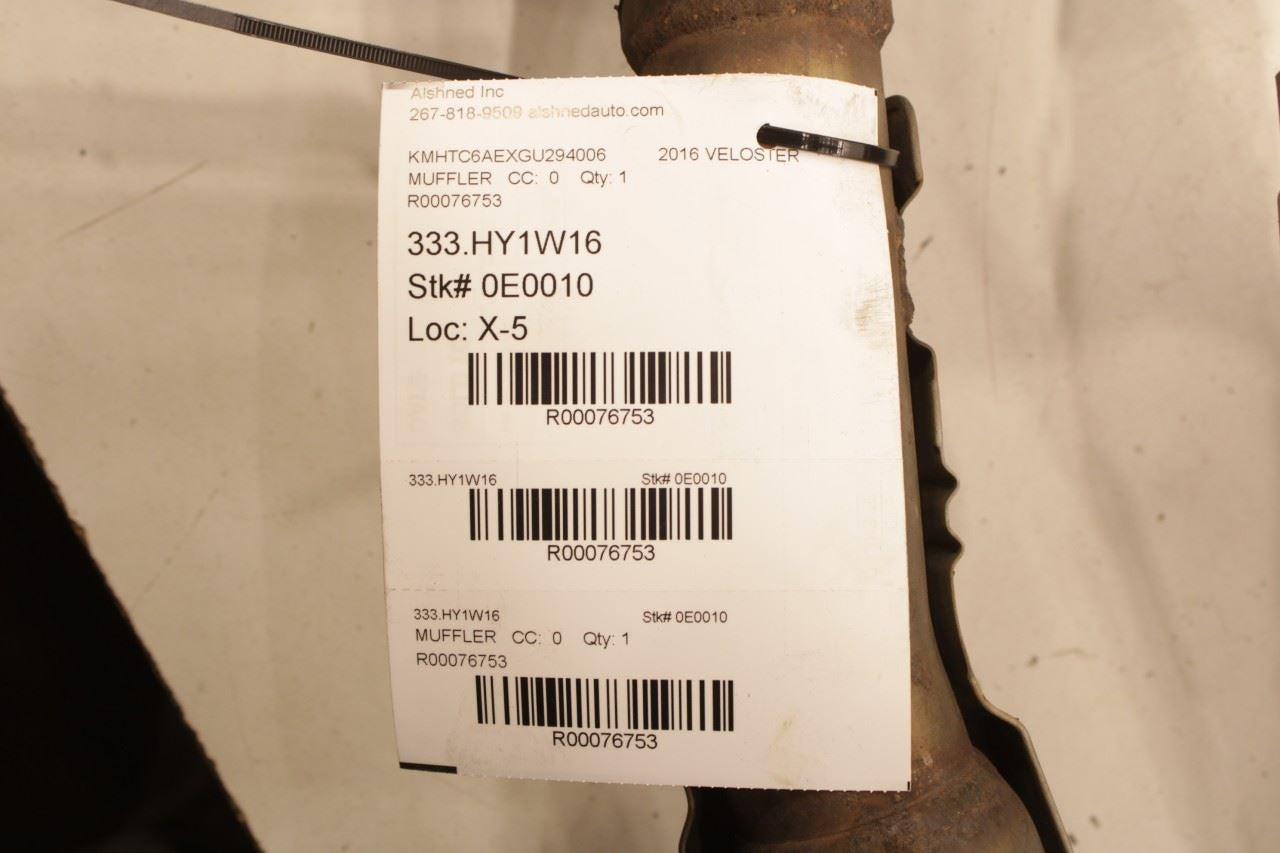 Alshned Inc
267-818-9509 alshnedauto.com
KMHTC6AEXGU294006 2016 VELOSTER
MUFFLER CC: 0 Qty: 1
R00076753
333.HY1W16
Stk# 0E0010
Loc: X-5
R00076753
333.HY1W16 Stk# 0E0010
R00076753
333.HY1W16 Stk# 0E0010
MUFFLER CC: 0 Qty: 1
R00076753
R00076753